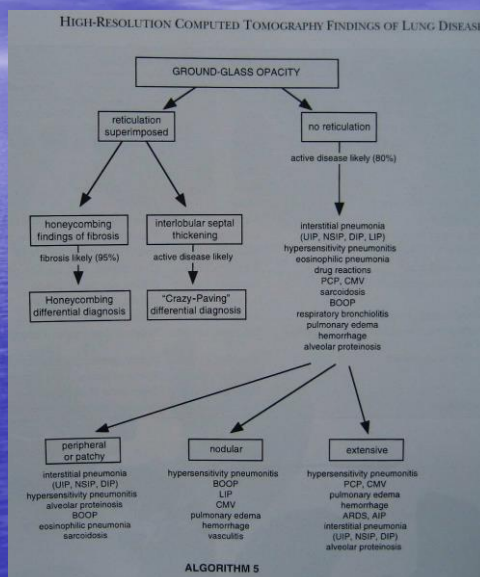 HIGH-RESOLUTION COMPUTED TOMOGRAPHY FINDINGS OF LUNG DISEASE
GROUND-GLASS OPACITY
reticulation
superimposed
no reticulation
active disease likely (80%)
honeycombing
findings of fibrosis
fibrosis likely (95%)
Honeycombing
differential diagnosis
interlobular septal
thickening
active disease likely
"Crazy-Paving"
differential diagnosis
interstitial pneumonia
(UIP, NSIP, DIP, LIP)
hypersensitivity pneumonitis
eosinophilic pneumonia
drug reactions
PCP, CMV
sarcoidosis
BOOP
respiratory bronchiolitis
pulmonary edema
hemorrhage
alveolar proteinosis
peripheral
or patchy
interstitial pneumonia
(UIP, NSIP, DIP)
hypersensitivity pneumonitis
alveolar proteinosis
BOOP
eosinophilic pneumonia
sarcoidosis
nodular
hypersensitivity pneumonitis
BOOP
LIP
CMV
pulmonary edema
hemorrhage
vasculitis
extensive
hypersensitivity pneumonitis
PCP, CMV
pulmonary edema
hemorrhage
ARDS, AIP
interstitial pneumonia
(UIP, NSIP, DIP)
alveolar proteinosis
ALGORITHM 5